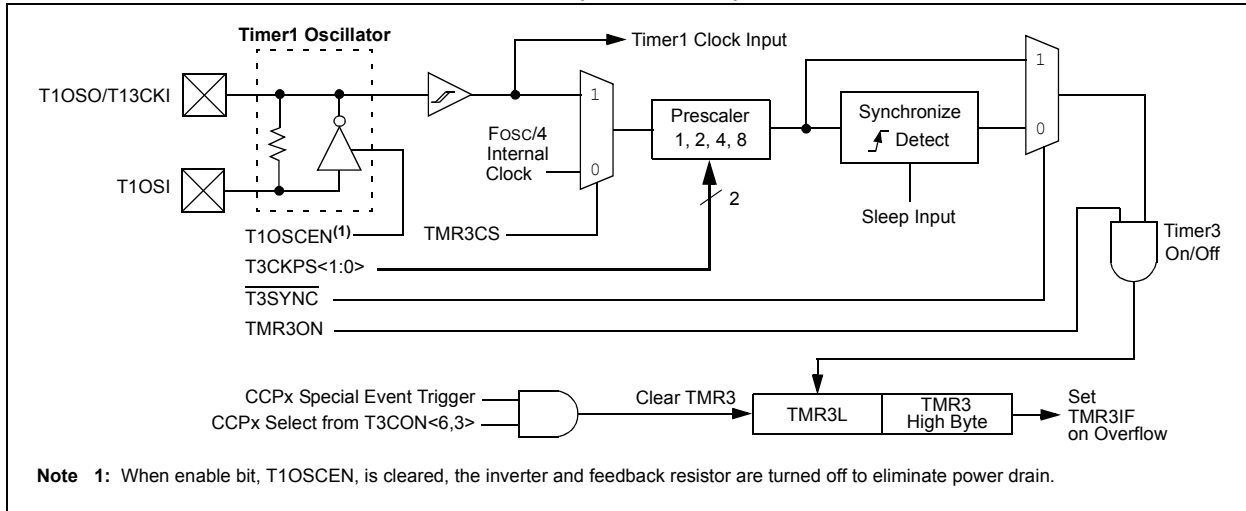 Timer1 Oscillator
Timer1 Clock Input
T1OSO/T13CKI
1
FOSC/4
Internal
Clock
0
Prescaler
1, 2, 4, 8
Synchronize
Detect
1
0
2
T1OSI
Sleep Input
T1OSCEN(1)
TMR3CS
Timer3
On/Off
T3CKPS<1:0>
T3SYNC
TMR3ON
CCPx Special Event Trigger
CCPx Select from T3CON<6,3>
Clear TMR3
TMR3L
TMR3
High Byte
Set
TMR3IF
on Overflow
Note 1: When enable bit, T1OSCEN, is cleared, the inverter and feedback resistor are turned off to eliminate power drain.